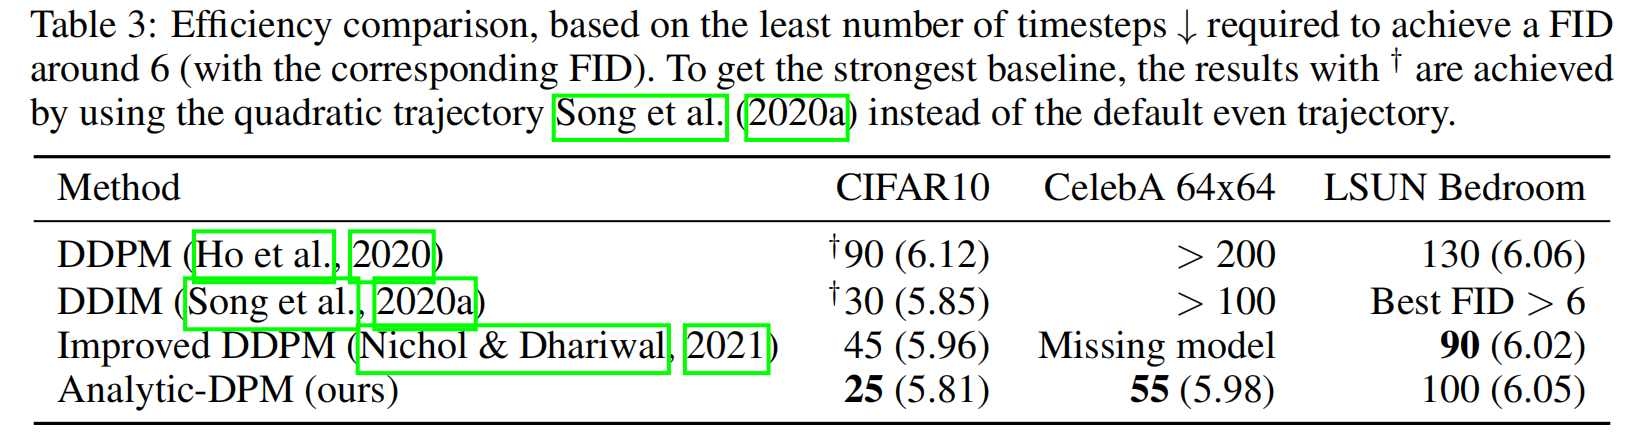 Table 3: Efficiency comparison, based on the least number of timesteps ↓ required to achieve a FID
around 6 (with the corresponding FID). To get the strongest baseline, the results with † are achieved
by using the quadratic trajectory Song et al. (2020a) instead of the default even trajectory.
Method CIFAR10 CelebA 64x64 LSUN Bedroom
DDPM (Ho et al., 2020) †90 (6.12) > 200 130 (6.06)
DDIM (Song et al., 2020a) †30 (5.85) > 100 Best FID > 6
Improved DDPM (Nichol & Dhariwal, 2021) 45 (5.96) Missing model 90 (6.02)
Analytic-DPM (ours) 25 (5.81) 55 (5.98) 100 (6.05)